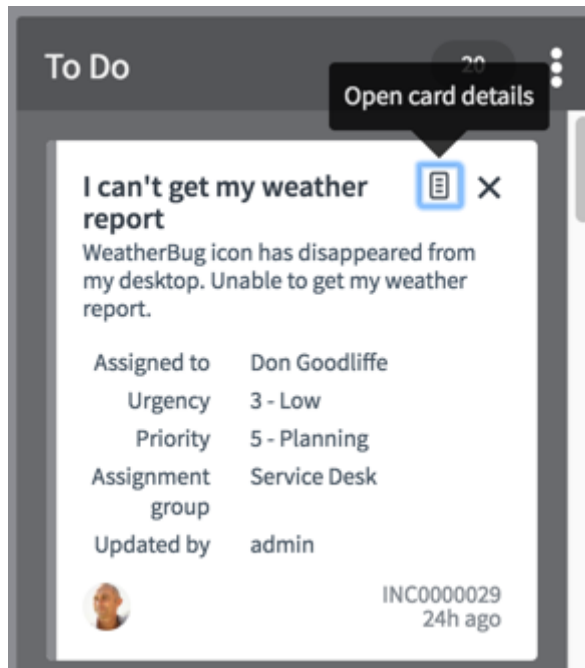 To Do
20
Open card details
I can't get my weather
report
WeatherBug icon has disappeared from
my desktop. Unable to get my weather
report.
Assigned to Don Goodliffe
Urgency 3 - Low
Priority 5 - Planning
Assignment Service Desk
group
Updated by admin
INC0000029
24h ago